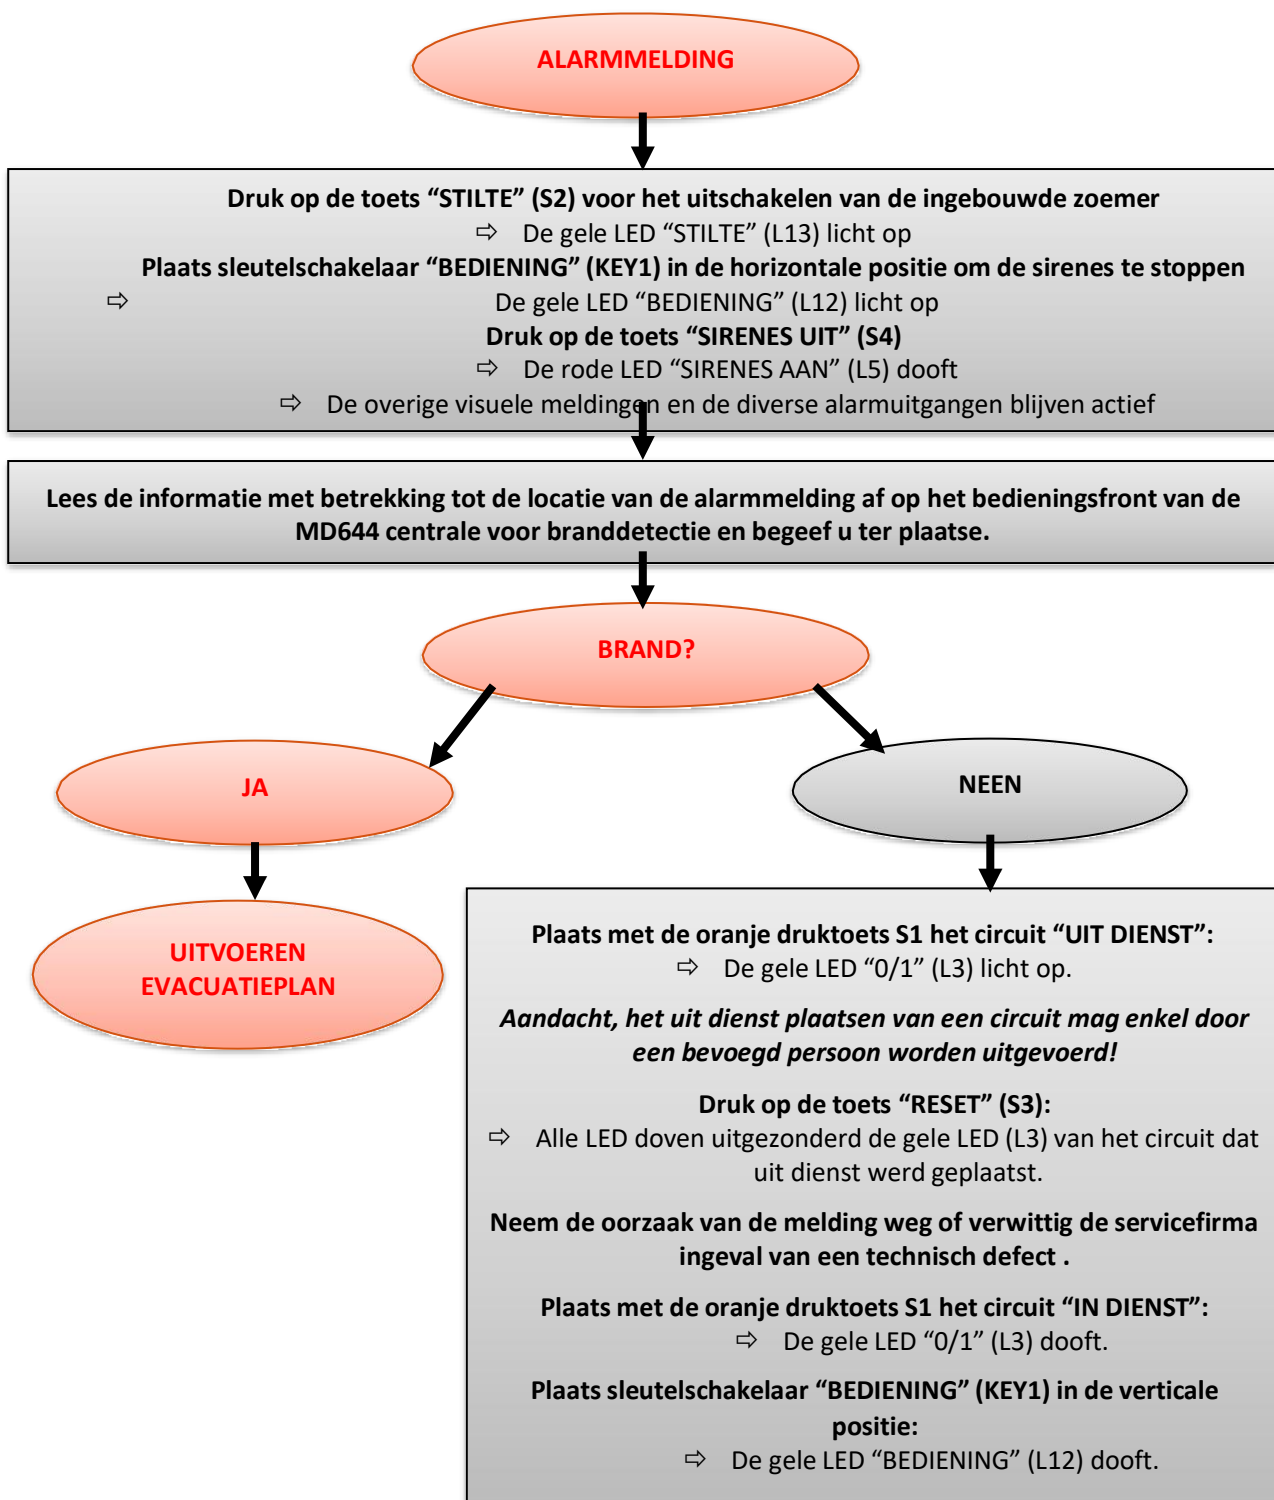 ALARMMELDING
Druk op de toets “STILTE” (S2) voor het uitschakelen van de ingebouwde zoemer
⇨ De gele LED “STILTE” (L13) licht op
Plaats sleutelschakelaar “BEDIENING” (KEY1) in de horizontale positie om de sirenes te stoppen
⇨ De gele LED “BEDIENING” (L12) licht op
Druk op de toets “SIRENES UIT” (S4)
⇨ De rode LED “SIRENES AAN” (L5) dooft
⇨ De overige visuele meldingen en de diverse alarmuitgangen blijven actief
Lees de informatie met betrekking tot de locatie van de alarmmelding af op het bedieningsfront van de
MD644 centrale voor branddetectie en begeef u ter plaatse.
BRAND?
JA
NEEN
UITVOEREN
EVACUATIEPLAN
Plaats met de oranje druktoets S1 het circuit “UIT DIENST”:
⇨ De gele LED “0/1” (L3) licht op.
Aandacht, het uit dienst plaatsen van een circuit mag enkel door
een bevoegd persoon worden uitgevoerd!
Druk op de toets “RESET” (S3):
⇨ Alle LED doven uitgezonderd de gele LED (L3) van het circuit dat
uit dienst werd geplaatst.
Neem de oorzaak van de melding weg of verwittig de servicefirma
ingeval van een technisch defect .
Plaats met de oranje druktoets S1 het circuit “IN DIENST”:
⇨ De gele LED “0/1” (L3) dooft.
Plaats sleutelschakelaar “BEDIENING” (KEY1) in de verticale
positie:
⇨ De gele LED “BEDIENING” (L12) dooft.